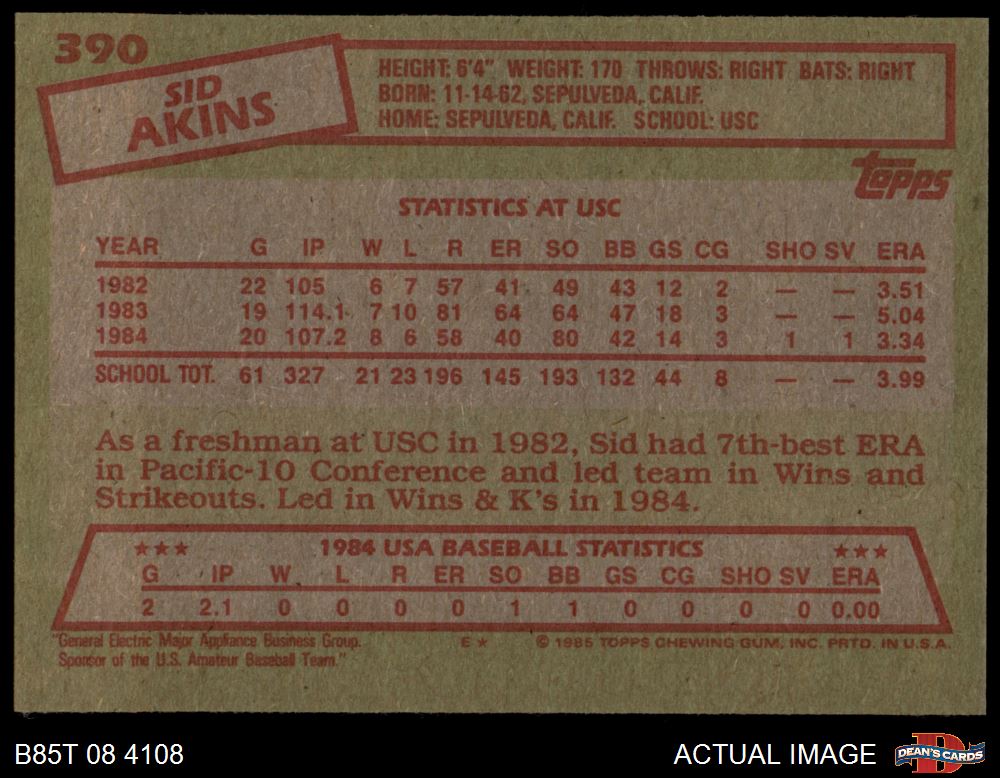 390
SID
AKINS
HEIGHT: 6'4" WEIGHT: 170 THROWS: RIGHT BATS: RIGHT
BORN: 11-14-62, SEPULVEDA, CALIF.
HOME: SEPULVEDA, CALIF. SCHOOL: USC
topps
STATISTICS AT USC
YEAR G IP W L R ER SO BB GS CG SHO SV ERA
1982 22 105 6 7 57 41 49 43 12 2 — — 3.51
1983 19 114.1 7 10 81 64 64 47 18 3 — — 5.04
1984 20 107.2 8 6 58 40 80 42 14 3 1 1 3.34
SCHOOL TOT. 61 327 21 23 196 145 193 132 44 8 — — 3.99
As a freshman at USC in 1982, Sid had 7th-best ERA
in Pacific-10 Conference and led team in Wins and
Strikeouts. Led in Wins & K's in 1984.
★★★ 1984 USA BASEBALL STATISTICS ★★★
G IP W L R ER SO BB GS CG SHO SV ERA
2 2.1 0 0 0 0 1 1 0 0 0 0 0.00
"General Electric Major Appliance Business Group.
Sponsor of the U.S. Amateur Baseball Team."
E ★ © 1985 TOPPS CHEWING GUM, INC. PRTD. IN U.S.A.
B85T 08 4108 ACTUAL IMAGE DEAN'S CARDS